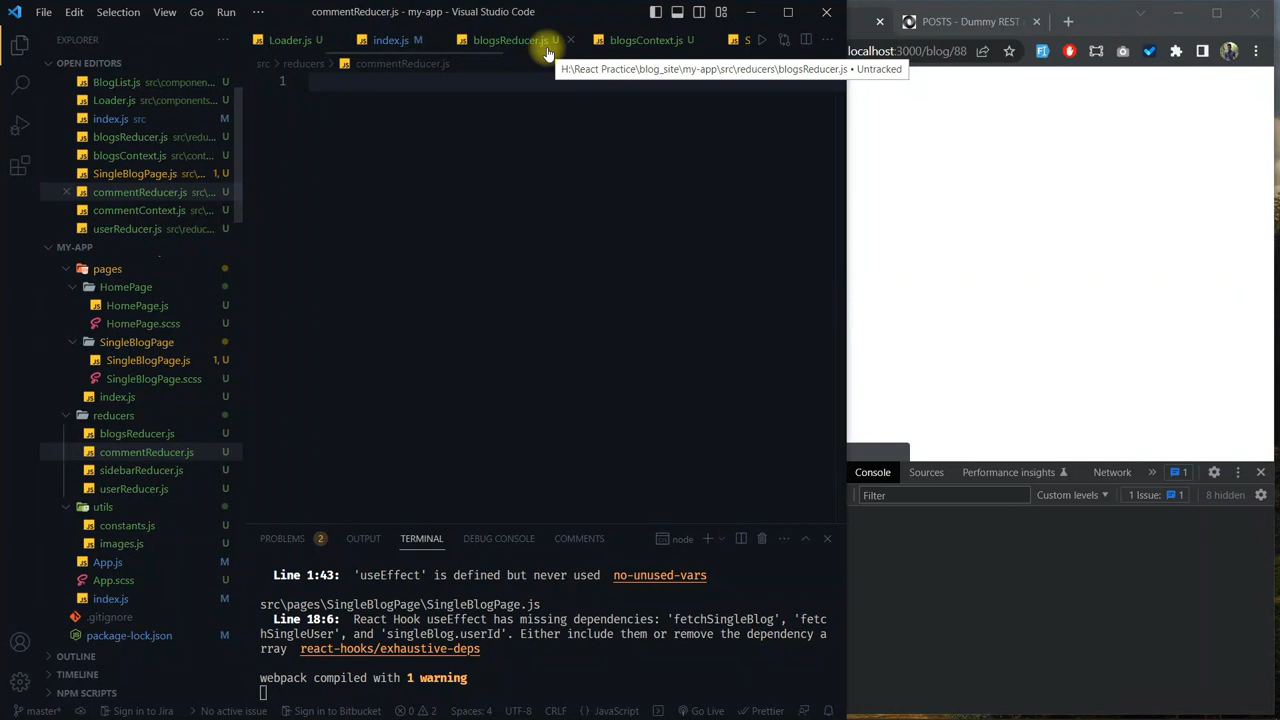 File Edit Selection View Go Run ··· commentReducer.js - my-app - Visual Studio Code
EXPLORER
OPEN EDITORS
BlogList.js src\componen...
Loader.js src\components...
index.js src
blogsReducer.js src\redu...
blogsContext.js src\cont...
SingleBlogPage.js src\... 1, U
commentReducer.js src\... U
commentContext.js src\... U
userReducer.js src\reduc... U
MY-APP
pages
HomePage
HomePage.js U
HomePage.scss U
SingleBlogPage
SingleBlogPage.js 1, U
SingleBlogPage.scss U
index.js U
reducers
blogsReducer.js U
commentReducer.js U
sidebarReducer.js U
userReducer.js U
utils
constants.js U
images.js U
App.js M
App.scss U
index.js M
.gitignore
package-lock.json M
OUTLINE
TIMELINE
NPM SCRIPTS
Loader.js U index.js M blogsReducer.js U blogsContext.js U S
src > reducers > commentReducer.js
H:\React Practice\blog_site\my-app\src\reducers\blogsReducer.js • Untracked
1
PROBLEMS 2 OUTPUT TERMINAL DEBUG CONSOLE COMMENTS node
Line 1:43: 'useEffect' is defined but never used no-unused-vars
src\pages\SingleBlogPage\SingleBlogPage.js
Line 18:6: React Hook useEffect has missing dependencies: 'fetchSingleBlog', 'fetc
hSingleUser', and 'singleBlog.userId'. Either include them or remove the dependency a
rray react-hooks/exhaustive-deps
webpack compiled with 1 warning
master* Sign in to Jira No active issue Sign in to Bitbucket 0 2 Spaces: 4 UTF-8 CRLF JavaScript Go Live Prettier
POSTS - Dummy REST
localhost:3000/blog/88
Console Sources Performance insights Network 1
Filter Custom levels 1 Issue: 1 8 hidden